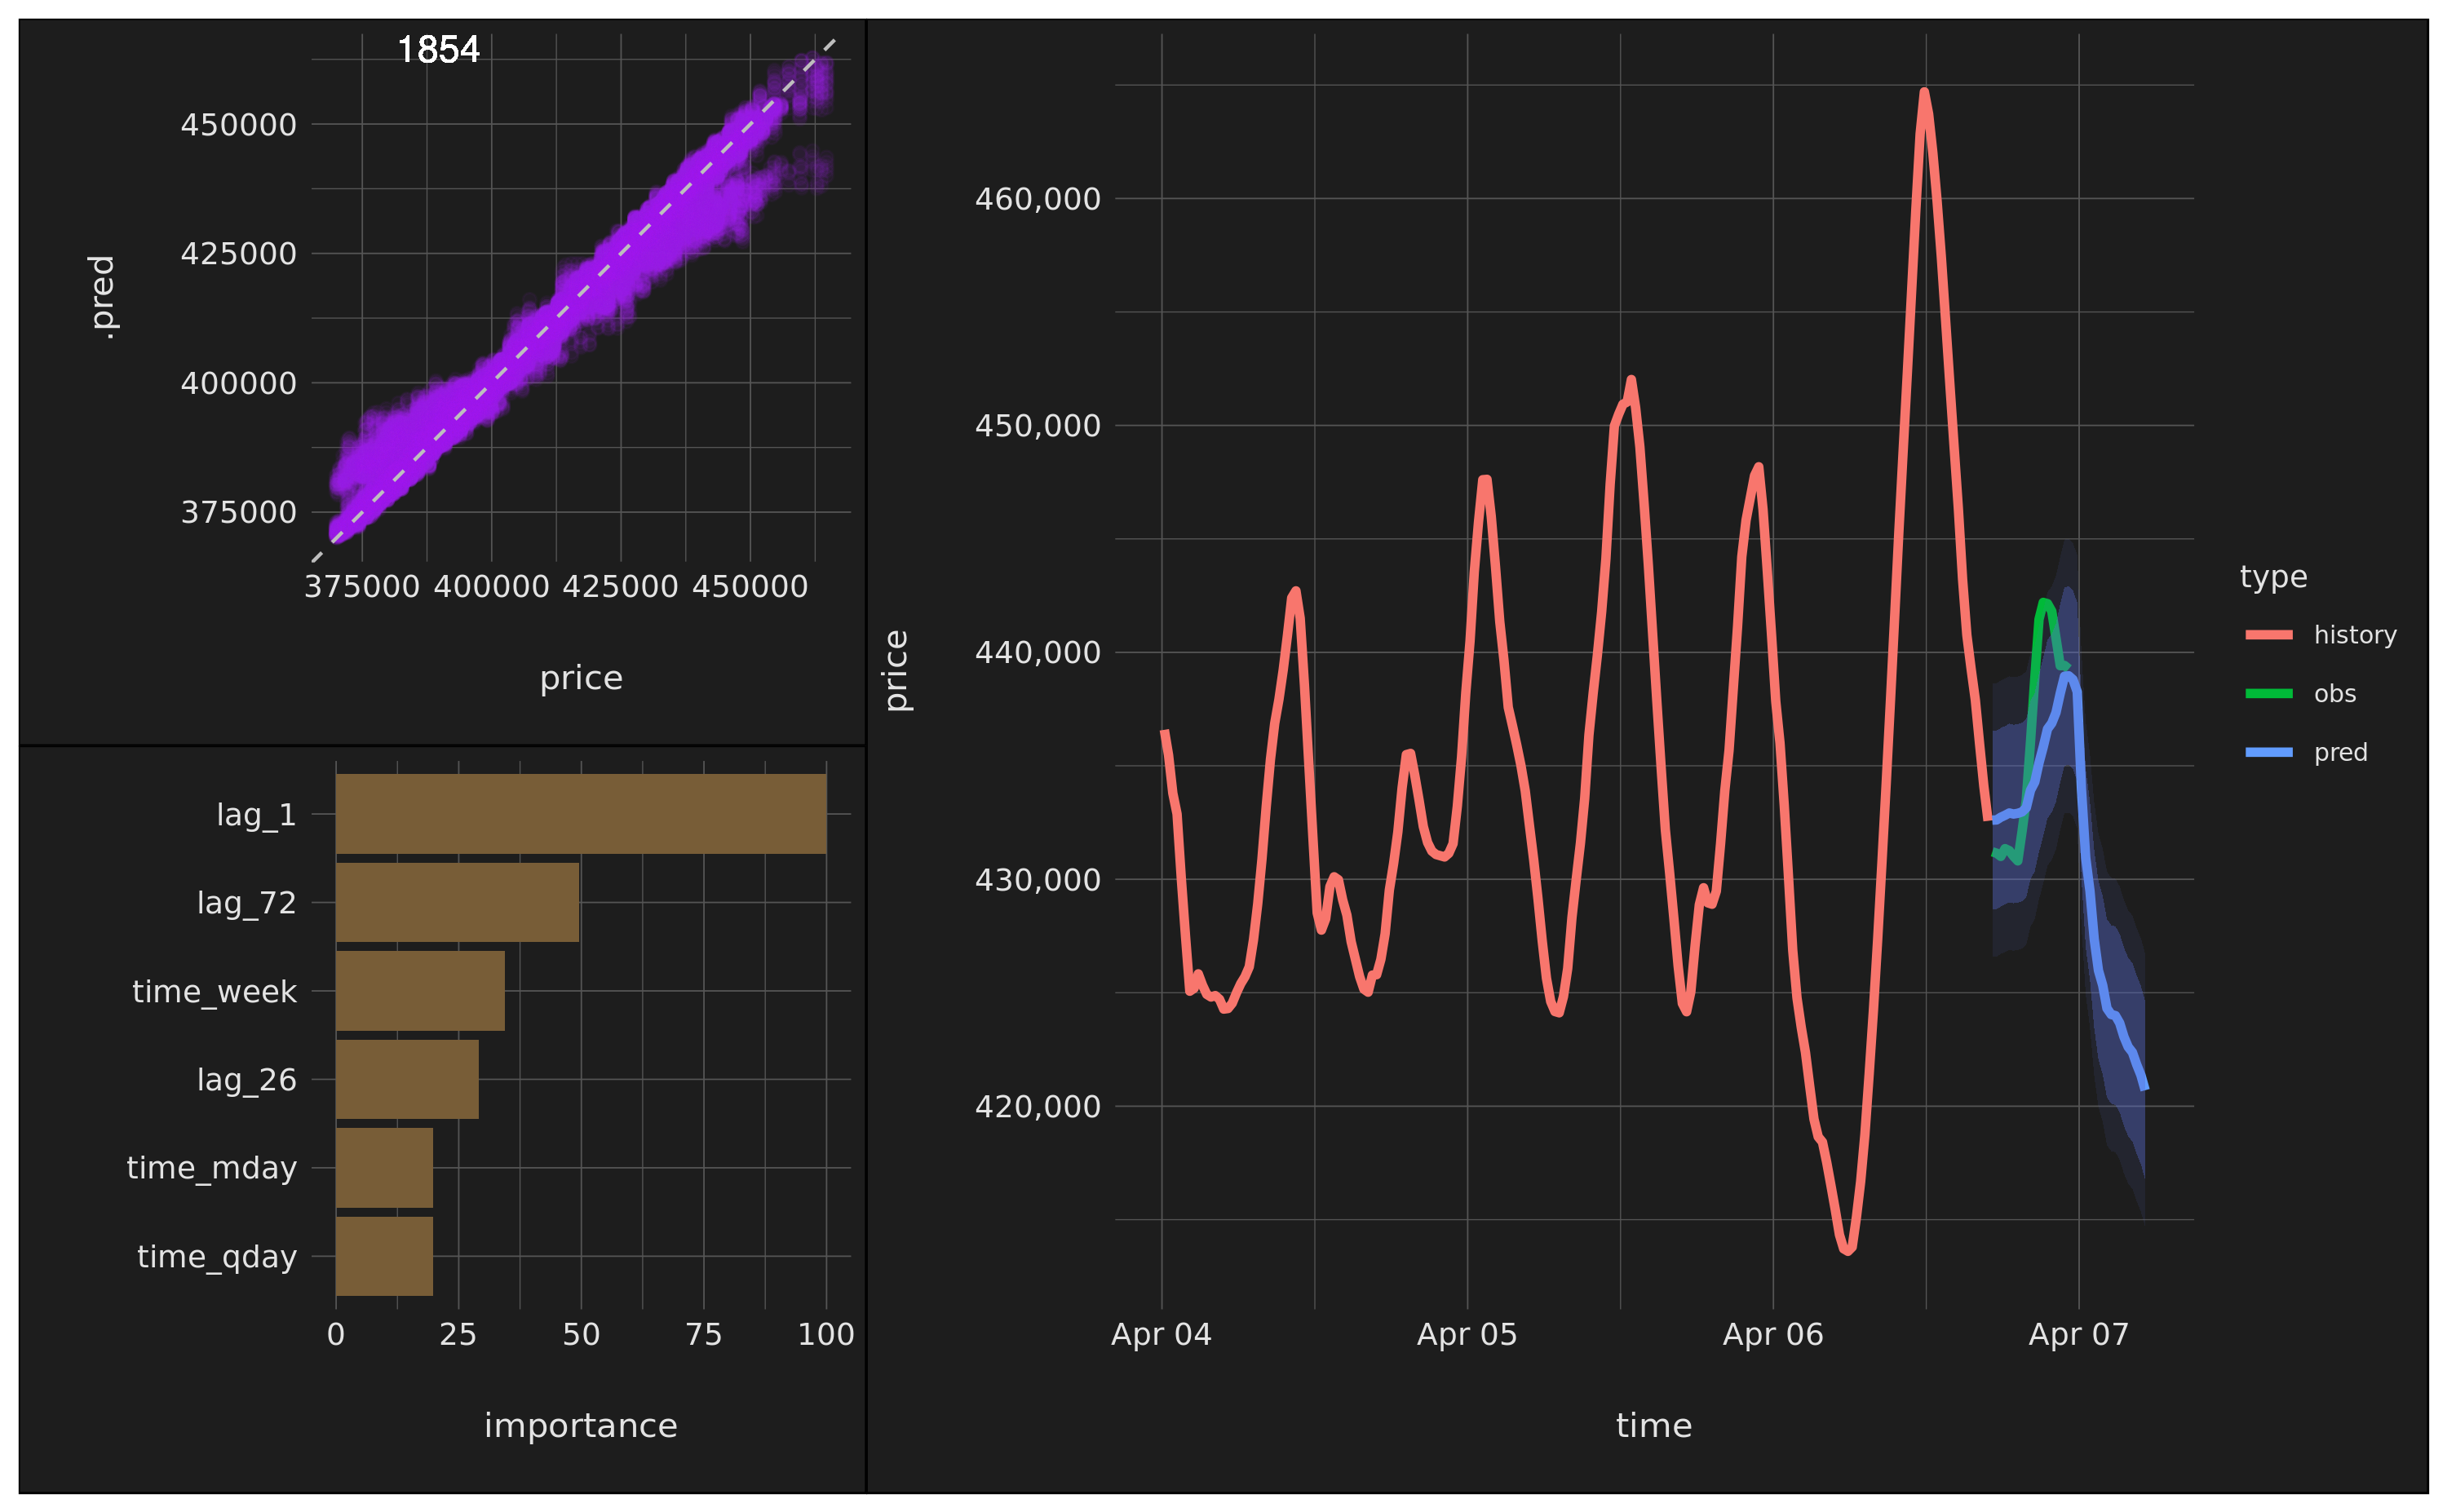 1854
.pred
450000
425000
400000
375000
375000 400000 425000 450000
price
lag_1
lag_72
time_week
lag_26
time_mday
time_qday
0 25 50 75 100
importance
price
460,000
450,000
440,000
430,000
420,000
Apr 04 Apr 05 Apr 06 Apr 07
time
type
history
obs
pred